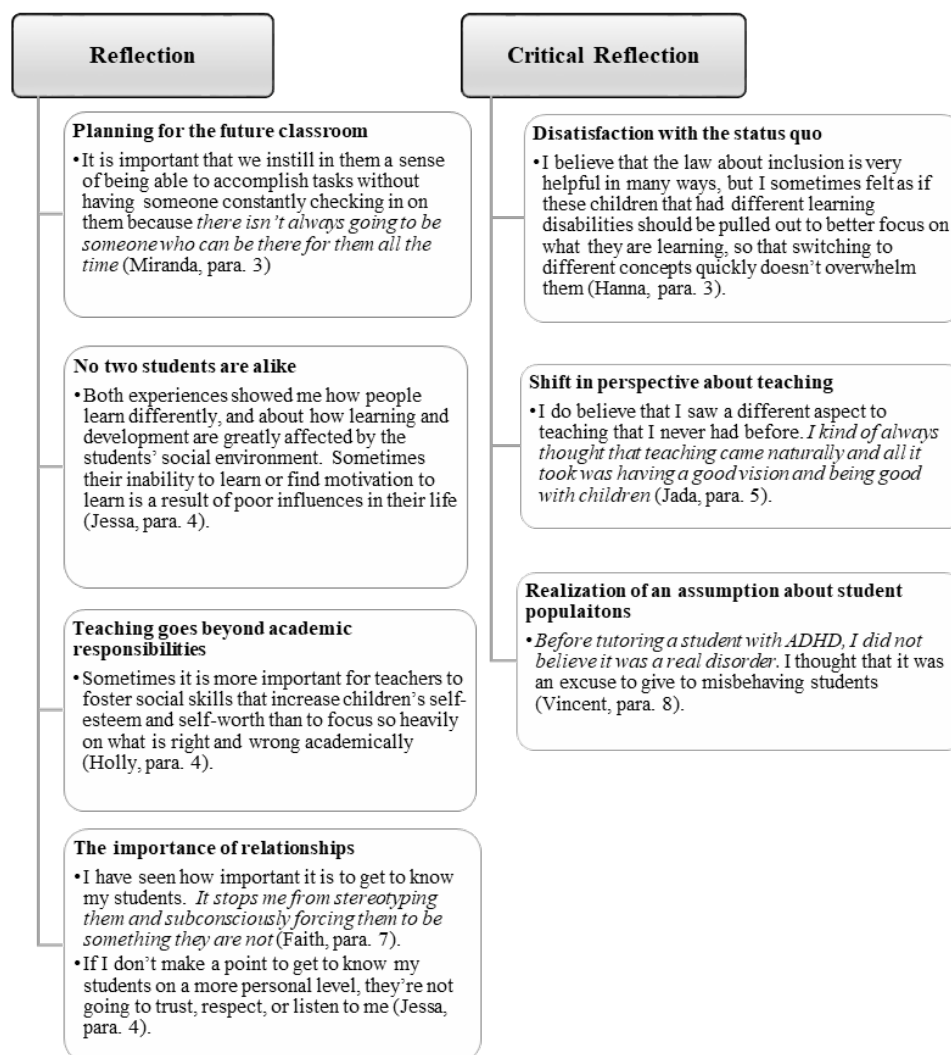 Reflection
Planning for the future classroom
•It is important that we instill in them a sense
of being able to accomplish tasks without
having someone constantly checking in on
them because there isn't always going to be
someone who can be there for them all the
time (Miranda, para. 3)
No two students are alike
•Both experiences showed me how people
learn differently, and about how learning and
development are greatly affected by the
students' social environment. Sometimes
their inability to learn or find motivation to
learn is a result of poor influences in their life
(Jessa, para. 4).
Teaching goes beyond academic
responsibilities
•Sometimes it is more important for teachers to
foster social skills that increase children's self-
esteem and self-worth than to focus so heavily
on what is right and wrong academically
(Holly, para. 4).
The importance of relationships
•I have seen how important it is to get to know
my students. It stops me from stereotyping
them and subconsciously forcing them to be
something they are not (Faith, para. 7).
•If I don't make a point to get to know my
students on a more personal level, they're not
going to trust, respect, or listen to me (Jessa,
para. 4).
Critical Reflection
Disatisfaction with the status quo
•I believe that the law about inclusion is very
helpful in many ways, but I sometimes felt as if
these children that had different learning
disabilities should be pulled out to better focus on
what they are learning, so that switching to
different concepts quickly doesn't overwhelm
them (Hanna, para. 3).
Shift in perspective about teaching
•I do believe that I saw a different aspect to
teaching that I never had before. I kind of always
thought that teaching came naturally and all it
took was having a good vision and being good
with children (Jada, para. 5).
Realization of an assumption about student
populaitons
•Before tutoring a student with ADHD, I did not
believe it was a real disorder. I thought that it was
an excuse to give to misbehaving students
(Vincent, para. 8).